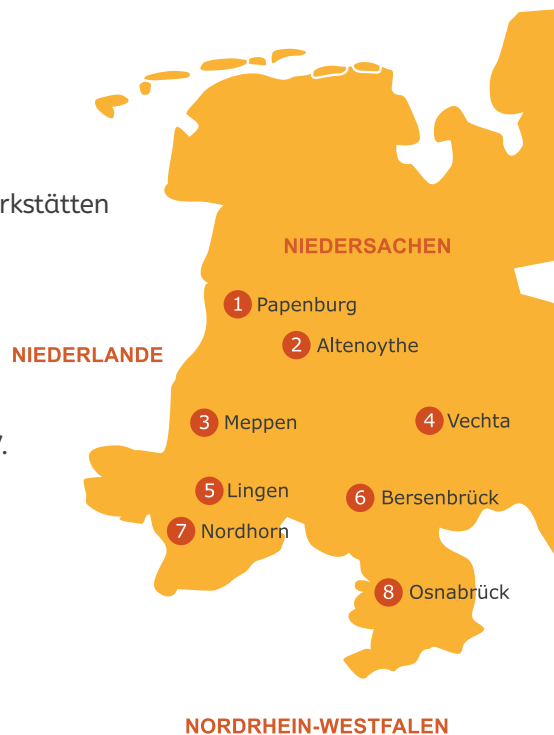 rkstätten
NIEDERSACHEN
1 Papenburg
2 Altenoythe
NIEDERLANDE
3 Meppen
4 Vechta
.
5 Lingen
6 Bersenbrück
7 Nordhorn
8 Osnabrück
NORDRHEIN-WESTFALEN